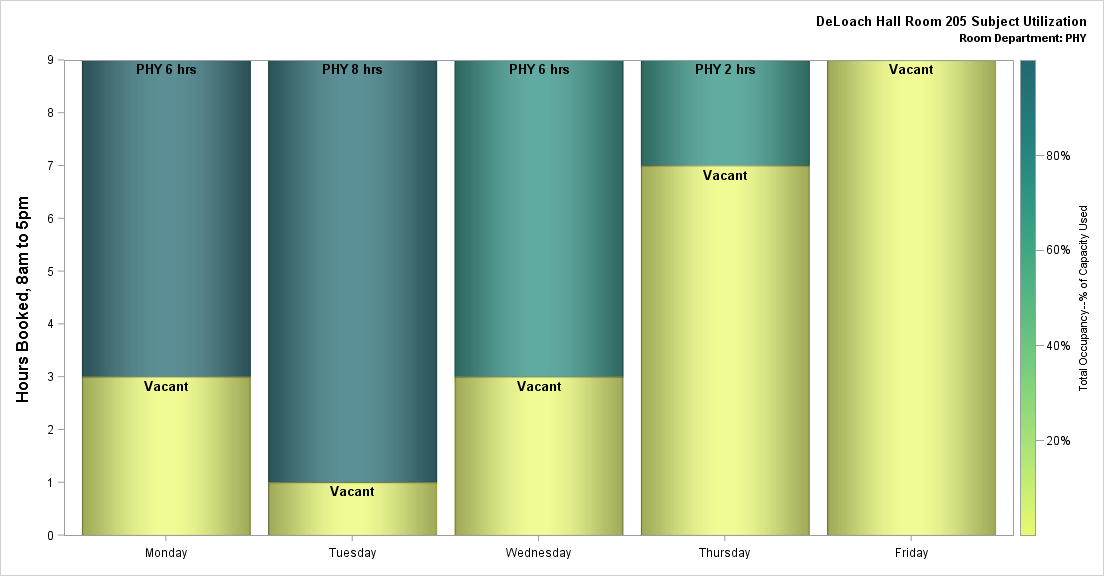 DeLoach Hall Room 205 Subject Utilization
Room Department: PHY
Hours Booked, 8am to 5pm
9
8
7
6
5
4
3
2
1
0
PHY 6 hrs
Vacant
PHY 8 hrs
Vacant
PHY 6 hrs
Vacant
PHY 2 hrs
Vacant
Vacant
Monday
Tuesday
Wednesday
Thursday
Friday
80%
60%
40%
20%
Total Occupancy--% of Capacity Used